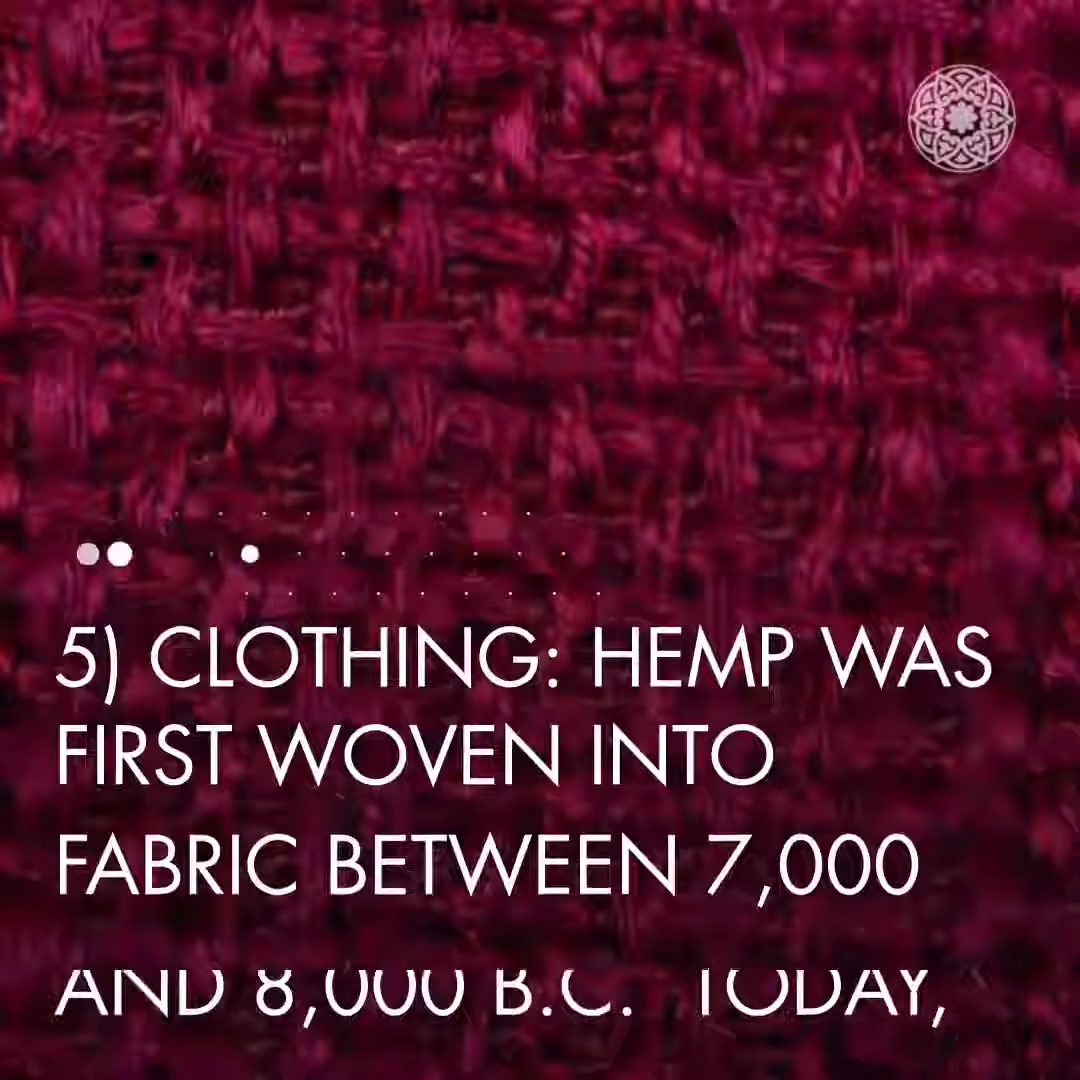 5) CLOTHING: HEMP WAS
FIRST WOVEN INTO
FABRIC BETWEEN 7,000
AND 8,000 B.C. TODAY,